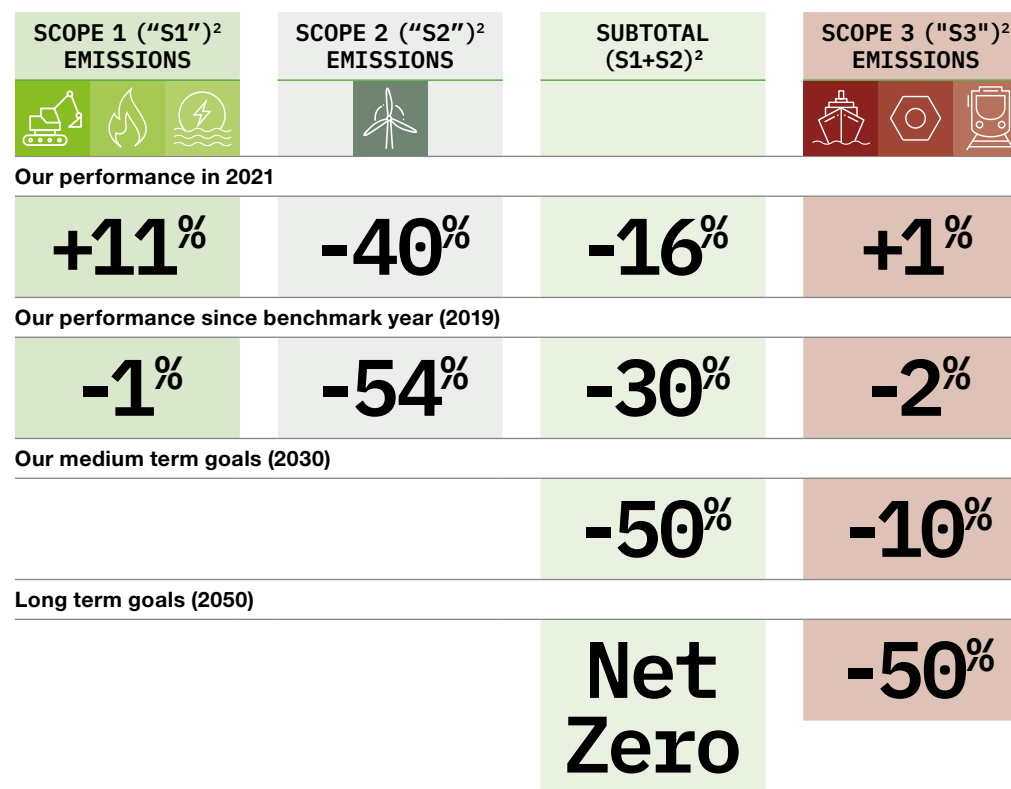 SCOPE 1 (“S1”)²
EMISSIONS
SCOPE 2 (“S2”)²
EMISSIONS
SUBTOTAL
(S1+S2)²
SCOPE 3 ("S3")²
EMISSIONS
Our performance in 2021
+11% -40% -16% +1%
Our performance since benchmark year (2019)
-1% -54% -30% -2%
Our medium term goals (2030)
-50% -10%
Long term goals (2050)
Net
Zero
-50%